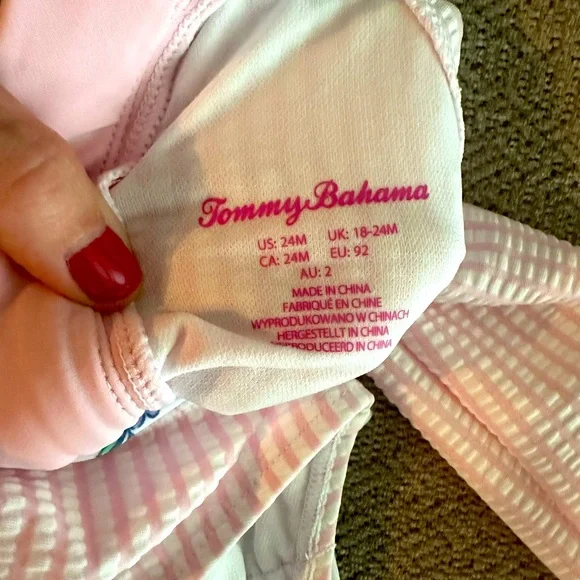 Tommy Bahama
US: 24M UK: 18-24M
CA: 24M EU: 92
AU: 2
MADE IN CHINA
FABRIQUÉ EN CHINE
WYPRODUKOWANO W CHINACH
HERGESTELLT IN CHINA
IN CHINA